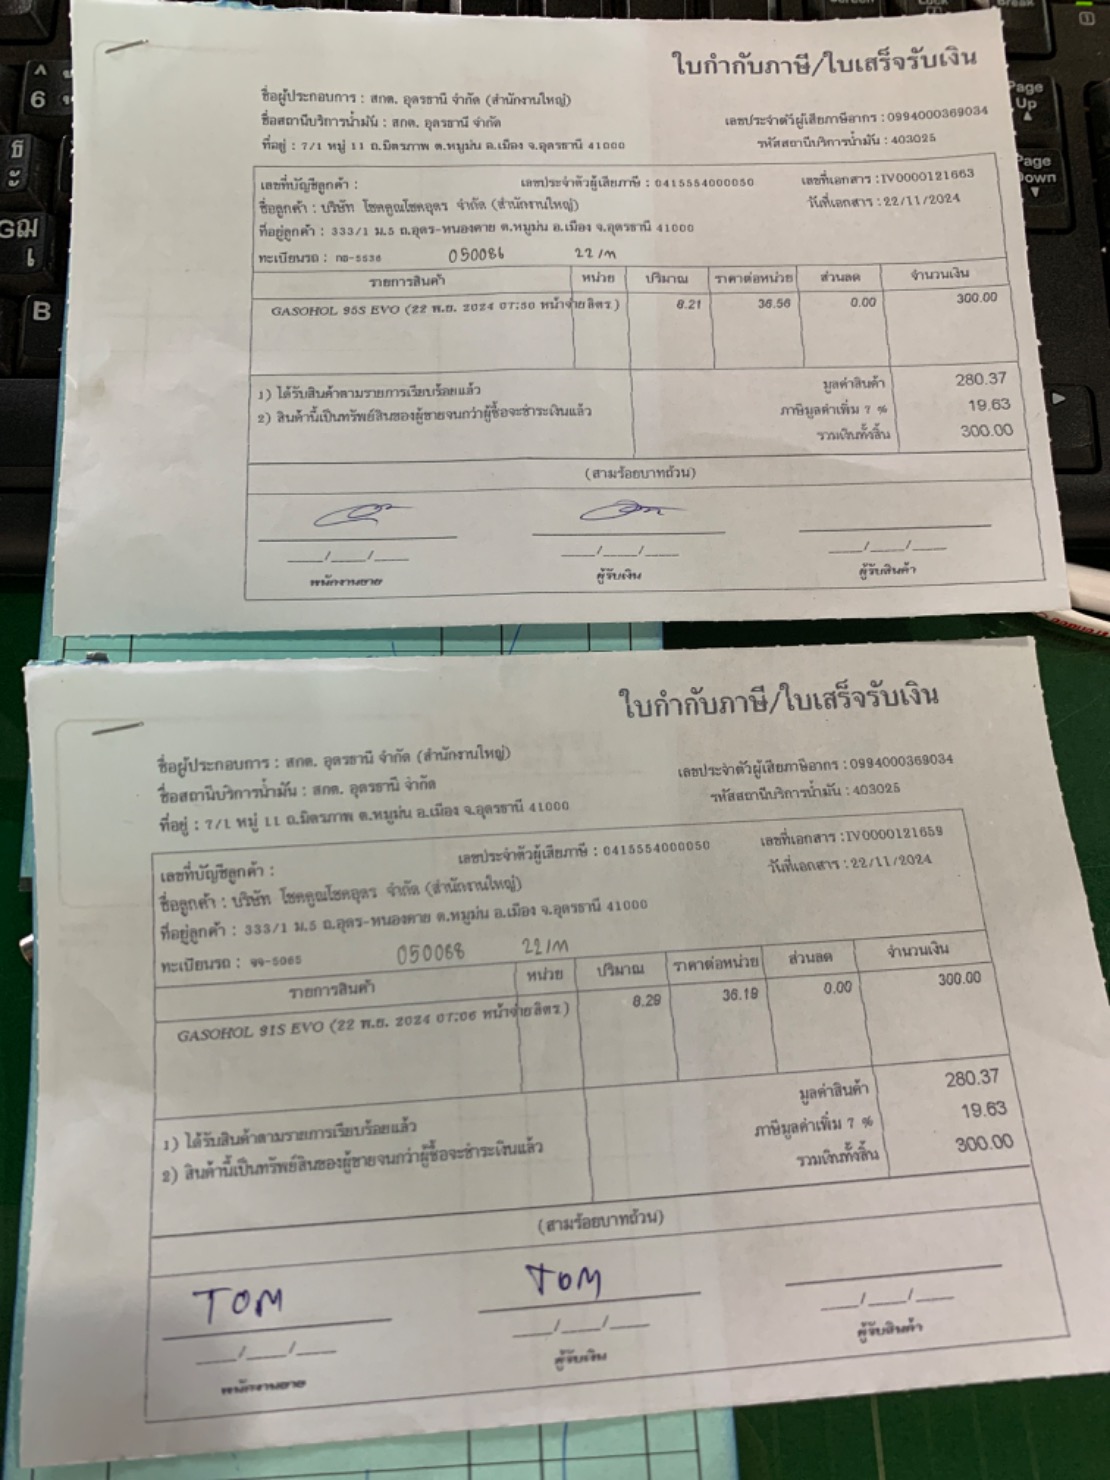 ใบกำกับภาษี/ใบเสร็จรับเงิน
ชื่อผู้ประกอบการ : สกต. อุดรธานี จำกัด (สำนักงานใหญ่)
ชื่อสถานีบริการน้ำมัน : สกต. อุดรธานี จำกัด
เลขประจำตัวผู้เสียภาษีอากร : 0994000369034
ที่อยู่ : 7/1 หมู่ 11 ถ.มิตรภาพ ต.หมูม่น อ.เมือง จ.อุดรธานี 41000
รหัสสถานีบริการน้ำมัน : 403025
เลขที่บัญชีลูกค้า : เลขประจำตัวผู้เสียภาษี : 0415554000050 เลขที่เอกสาร : IV0000121663
ชื่อลูกค้า : บริษัท โชคคูณโชคอุดร จำกัด (สำนักงานใหญ่) วันที่เอกสาร : 22/11/2024
ที่อยู่ลูกค้า : 333/1 ม.5 ถ.อุดร-หนองคาย ต.หมูม่น อ.เมือง จ.อุดรธานี 41000
ทะเบียนรถ : 050086 22/m
รายการสินค้า หน่วย ปริมาณ ราคาต่อหน่วย ส่วนลด จำนวนเงิน
GASOHOL 95S EVO (22 พ.ย. 2024 07:50 หน้าจ่าย ลิตร ) 8.21 36.56 0.00 300.00
1) ได้รับสินค้าตามรายการเรียบร้อยแล้ว มูลค่าสินค้า 280.37
2) สินค้านี้เป็นทรัพย์สินของผู้ขายจนกว่าผู้ซื้อจะชำระเงินแล้ว ภาษีมูลค่าเพิ่ม 7 % 19.63
รวมเงินทั้งสิ้น 300.00
(สามร้อยบาทถ้วน)
___/___/___ ___/___/___ ___/___/___
พนักงานขาย ผู้รับเงิน ผู้รับสินค้า
ใบกำกับภาษี/ใบเสร็จรับเงิน
ชื่อผู้ประกอบการ : สกต. อุดรธานี จำกัด (สำนักงานใหญ่)
ชื่อสถานีบริการน้ำมัน : สกต. อุดรธานี จำกัด
เลขประจำตัวผู้เสียภาษีอากร : 0994000369034
ที่อยู่ : 7/1 หมู่ 11 ถ.มิตรภาพ ต.หมูม่น อ.เมือง จ.อุดรธานี 41000
รหัสสถานีบริการน้ำมัน : 403025
เลขที่บัญชีลูกค้า : เลขประจำตัวผู้เสียภาษี : 0415554000050 เลขที่เอกสาร : IV0000121659
ชื่อลูกค้า : บริษัท โชคคูณโชคอุดร จำกัด (สำนักงานใหญ่) วันที่เอกสาร : 22/11/2024
ที่อยู่ลูกค้า : 333/1 ม.5 ถ.อุดร-หนองคาย ต.หมูม่น อ.เมือง จ.อุดรธานี 41000
ทะเบียนรถ : 050068 22/m
รายการสินค้า หน่วย ปริมาณ ราคาต่อหน่วย ส่วนลด จำนวนเงิน
GASOHOL 91S EVO (22 พ.ย. 2024 07:06 หน้าจ่าย ลิตร ) 8.29 36.19 0.00 300.00
1) ได้รับสินค้าตามรายการเรียบร้อยแล้ว มูลค่าสินค้า 280.37
2) สินค้านี้เป็นทรัพย์สินของผู้ขายจนกว่าผู้ซื้อจะชำระเงินแล้ว ภาษีมูลค่าเพิ่ม 7 % 19.63
รวมเงินทั้งสิ้น 300.00
(สามร้อยบาทถ้วน)
TOM TOM
___/___/___ ___/___/___ ___/___/___
พนักงานขาย ผู้รับเงิน ผู้รับสินค้า